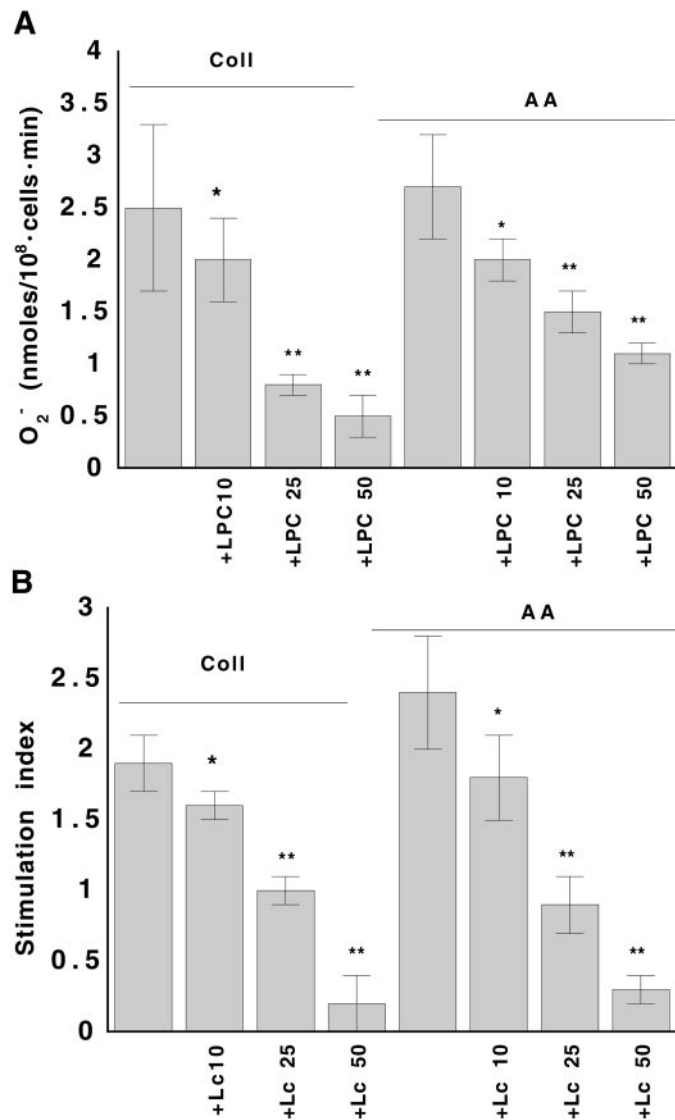 A
Coll
AA
O2- (nmoles/10^8·cells·min)
4
3.5
3
2.5
2
1.5
1
0.5
0
*
**
**
*
**
**
+LPC10
+LPC 25
+LPC 50
+LPC 10
+LPC 25
+LPC 50
B
AA
Coll
Stimulation index
3
2.5
2
1.5
1
0.5
0
*
**
**
*
**
**
+Lc10
+Lc 25
+Lc 50
+Lc 10
+Lc 25
+Lc 50